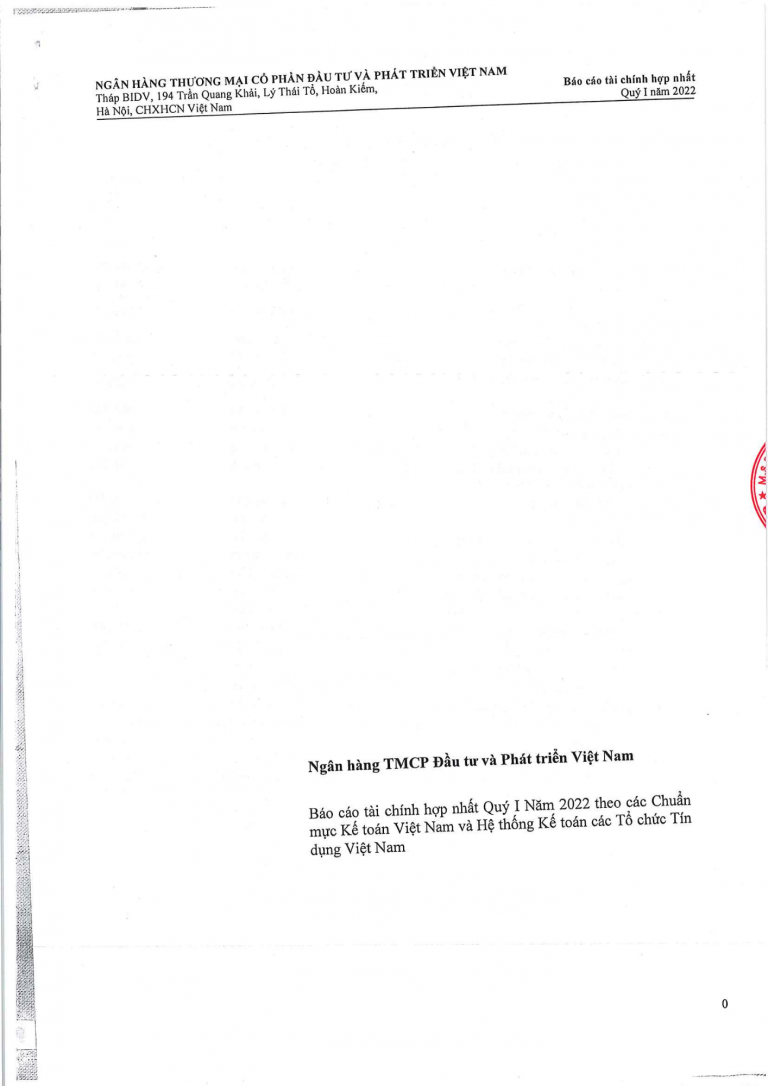 NGÂN HÀNG THƯƠNG MẠI CỔ PHẦN ĐẦU TƯ VÀ PHÁT TRIỂN VIỆT NAM
Tháp BIDV, 194 Trần Quang Khải, Lý Thái Tổ, Hoàn Kiếm,
Hà Nội, CHXHCN Việt Nam
Báo cáo tài chính hợp nhất
Quý I năm 2022
★ M.S
Ngân hàng TMCP Đầu tư và Phát triển Việt Nam
Báo cáo tài chính hợp nhất Quý I Năm 2022 theo các Chuẩn
mực Kế toán Việt Nam và Hệ thống Kế toán các Tổ chức Tín
dụng Việt Nam
0